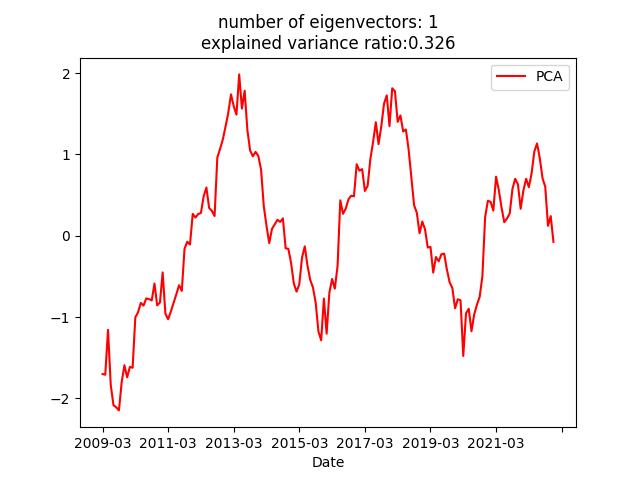 number of eigenvectors: 1
explained variance ratio:0.326
PCA
2
1
0
−1
−2
2009-03 2011-03 2013-03 2015-03 2017-03 2019-03 2021-03
Date